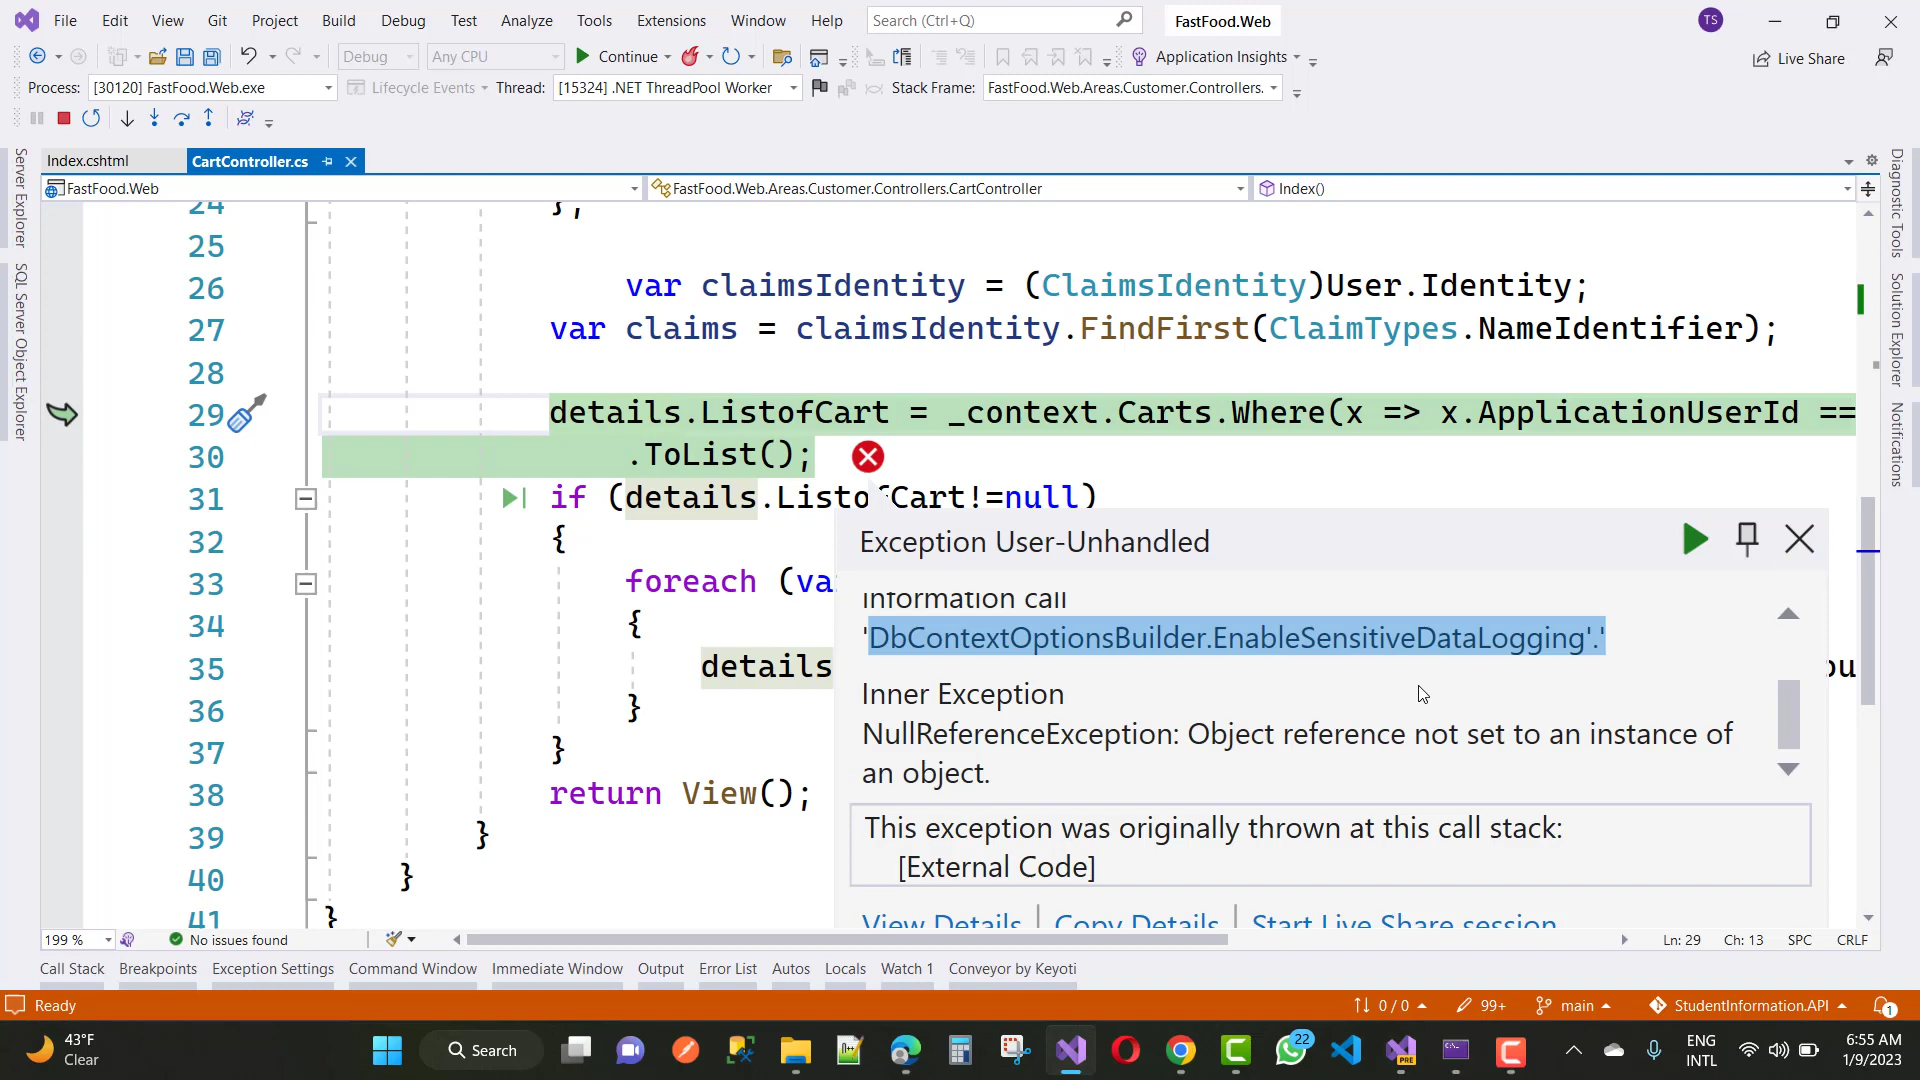 File Edit View Git Project Build Debug Test Analyze Tools Extensions Window Help Search (Ctrl+Q) FastFood.Web TS
Debug Any CPU Continue Application Insights Live Share
Process: [30120] FastFood.Web.exe Lifecycle Events Thread: [15324] .NET ThreadPool Worker Stack Frame: FastFood.Web.Areas.Customer.Controllers.
Index.cshtml CartController.cs
FastFood.Web FastFood.Web.Areas.Customer.Controllers.CartController Index()
Server Explorer
SQL Server Object Explorer
Diagnostic Tools
Solution Explorer
Notifications
24 };
25
26 var claimsIdentity = (ClaimsIdentity)User.Identity;
27 var claims = claimsIdentity.FindFirst(ClaimTypes.NameIdentifier);
28
29 details.ListofCart = _context.Carts.Where(x => x.ApplicationUserId ==
30 .ToList();
31 if (details.ListofCart!=null)
32 {
33 foreach (va
34 {
35 details
36 }
37 }
38 return View();
39 }
40 }
41 }
Exception User-Unhandled
information call
'DbContextOptionsBuilder.EnableSensitiveDataLogging'.'
Inner Exception
NullReferenceException: Object reference not set to an instance of
an object.
This exception was originally thrown at this call stack:
[External Code]
View Details | Copy Details | Start Live Share session
199 % No issues found Ln: 29 Ch: 13 SPC CRLF
Call Stack Breakpoints Exception Settings Command Window Immediate Window Output Error List Autos Locals Watch 1 Conveyor by Keyoti
Ready 0 / 0 99+ main StudentInformation.API 1
43°F
Clear
Search
22
PRE
ENG
INTL
6:55 AM
1/9/2023